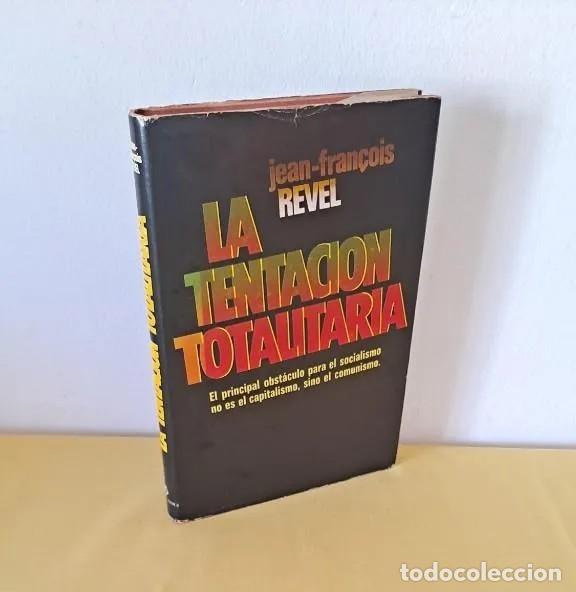 jean-françois
REVEL
LA
TENTACION
TOTALITARIA
El principal obstáculo para el socialismo
no es el capitalismo, sino el comunismo.
LA TENTACION TOTALITARIA
todocoleccion